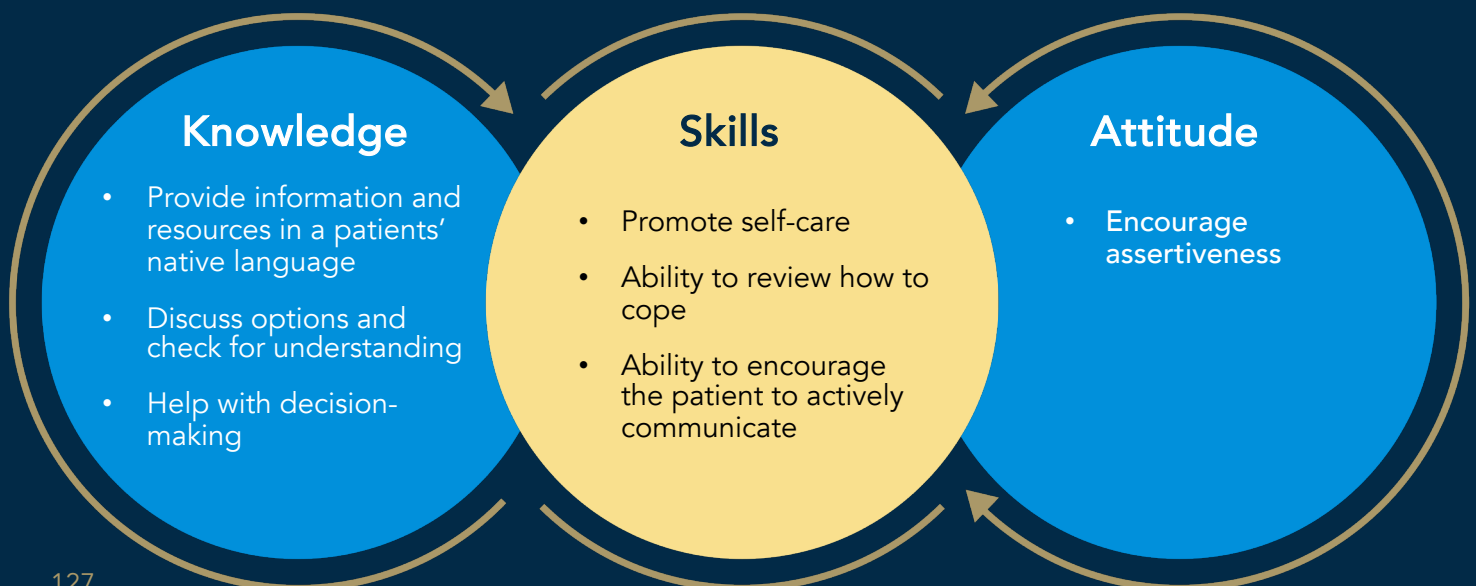 Knowledge
• Provide information and
resources in a patients’
native language
• Discuss options and
check for understanding
• Help with decision-
making
Skills
• Promote self-care
• Ability to review how to
cope
• Ability to encourage
the patient to actively
communicate
Attitude
• Encourage
assertiveness
127